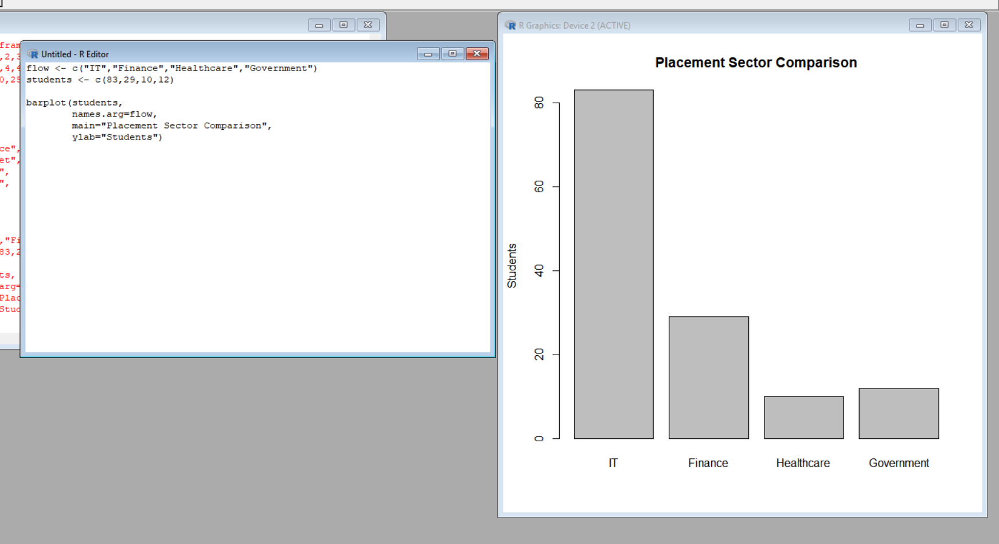 fram
,2,3
,4,4
0,25
ce",
et",
",
",
,"Fi
83,2
ts,
arg=
Plac
Stud
Untitled - R Editor
flow <- c("IT","Finance","Healthcare","Government")
students <- c(83,29,10,12)
barplot(students,
names.arg=flow,
main="Placement Sector Comparison",
ylab="Students")
R Graphics: Device 2 (ACTIVE)
Placement Sector Comparison
Students
80
60
40
20
0
IT Finance Healthcare Government